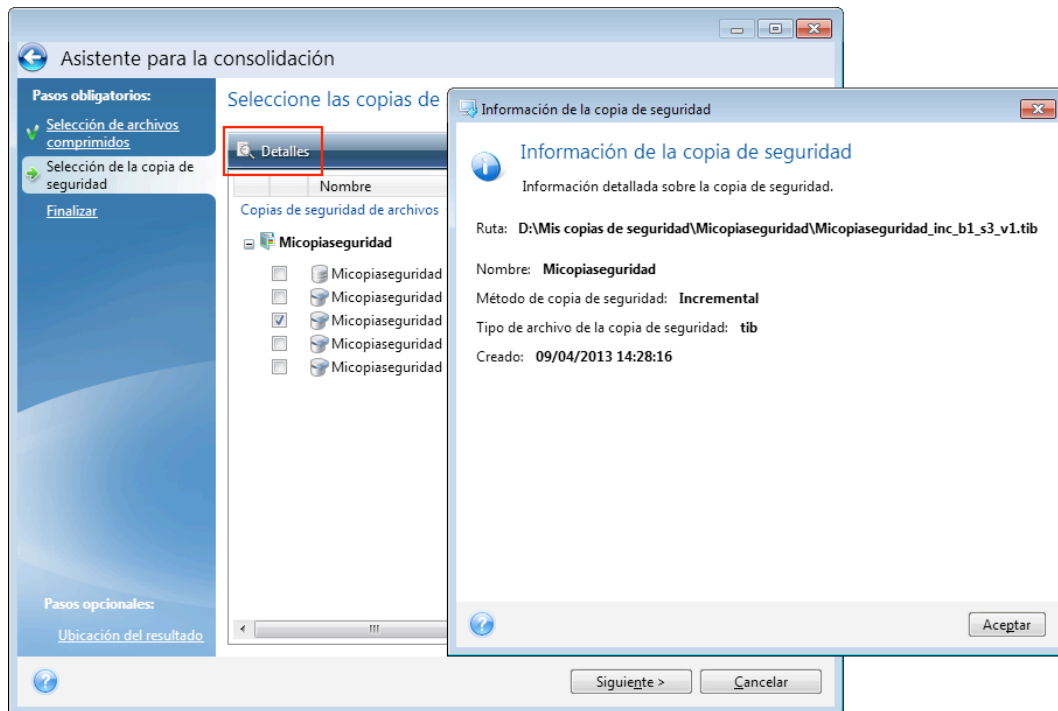 Asistente para la consolidación
Pasos obligatorios:
Selección de archivos
comprimidos
Selección de la copia de
seguridad
Finalizar
Pasos opcionales:
Ubicación del resultado
Seleccione las copias de
Detalles
Nombre
Copias de seguridad de archivos
Micopiaseguridad
Micopiaseguridad
Micopiaseguridad
Micopiaseguridad
Micopiaseguridad
Micopiaseguridad
Siguiente >
Cancelar
Información de la copia de seguridad
Información de la copia de seguridad
Información detallada sobre la copia de seguridad.
Ruta: D:\Mis copias de seguridad\Micopiaseguridad\Micopiaseguridad_inc_b1_s3_v1.tib
Nombre: Micopiaseguridad
Método de copia de seguridad: Incremental
Tipo de archivo de la copia de seguridad: tib
Creado: 09/04/2013 14:28:16
Aceptar